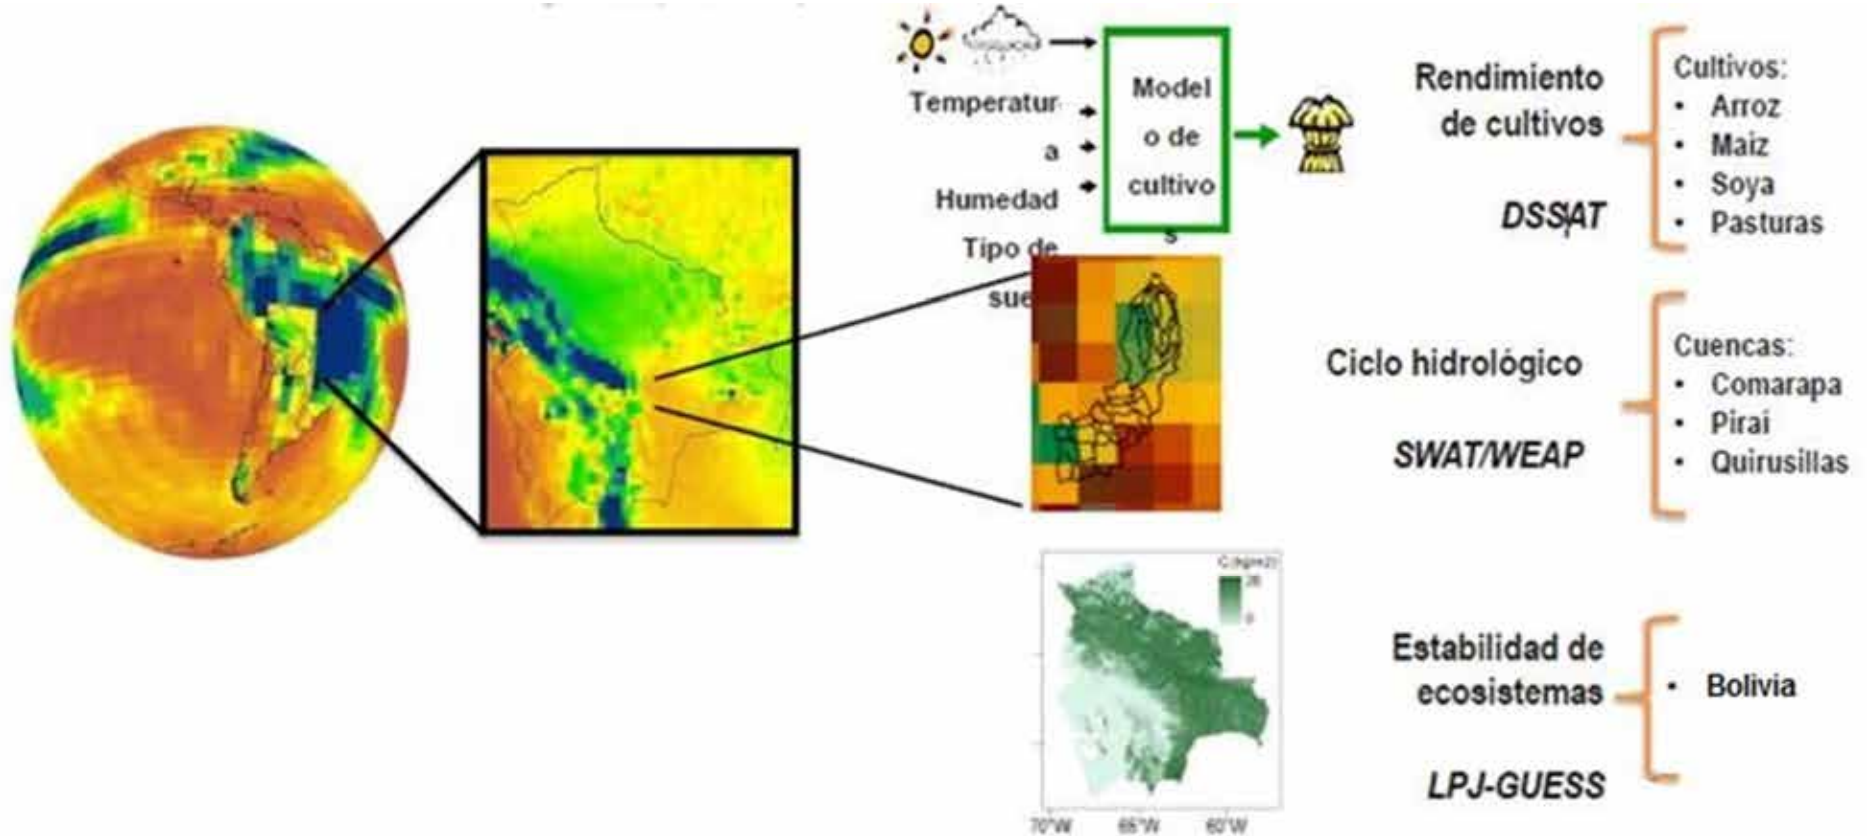 Temperatur
a
Humedad
Tipo de
sue
Model
o de
cultivo
s
Rendimiento
de cultivos
DSSAT
Cultivos:
• Arroz
• Maiz
• Soya
• Pasturas
Ciclo hidrológico
SWAT/WEAP
Cuencas:
• Comarapa
• Pirai
• Quirusillas
Estabilidad de
ecosistemas
LPJ-GUESS
• Bolivia
70°W 65°W 60°W